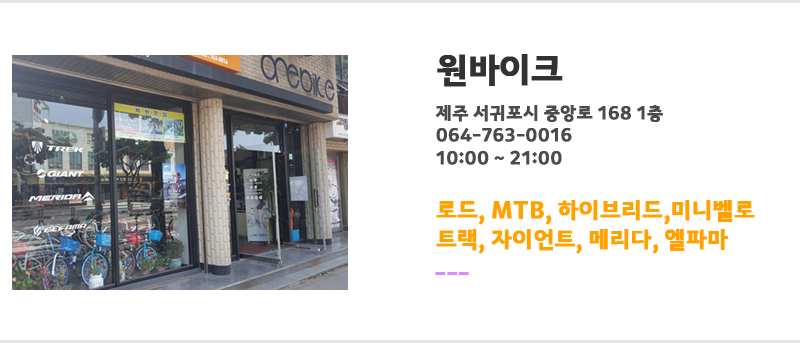 원바이크
제주 서귀포시 중앙로 168 1층
064-763-0016
10:00 ~ 21:00
로드, MTB, 하이브리드,미니벨로
트랙, 자이언트, 메리다, 엘파마
onebike
TREK
GIANT
MERIDA
ELFAMA